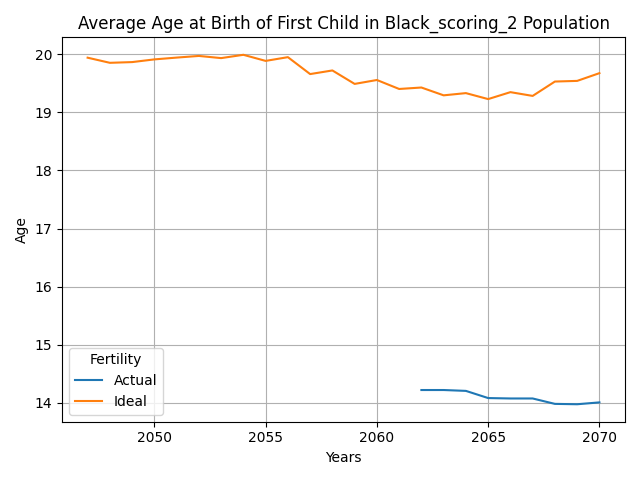 Average Age at Birth of First Child in Black_scoring_2 Population
20
19
18
17
16
15
14
Age
Fertility
Actual
Ideal
2050
2055
2060
2065
2070
Years